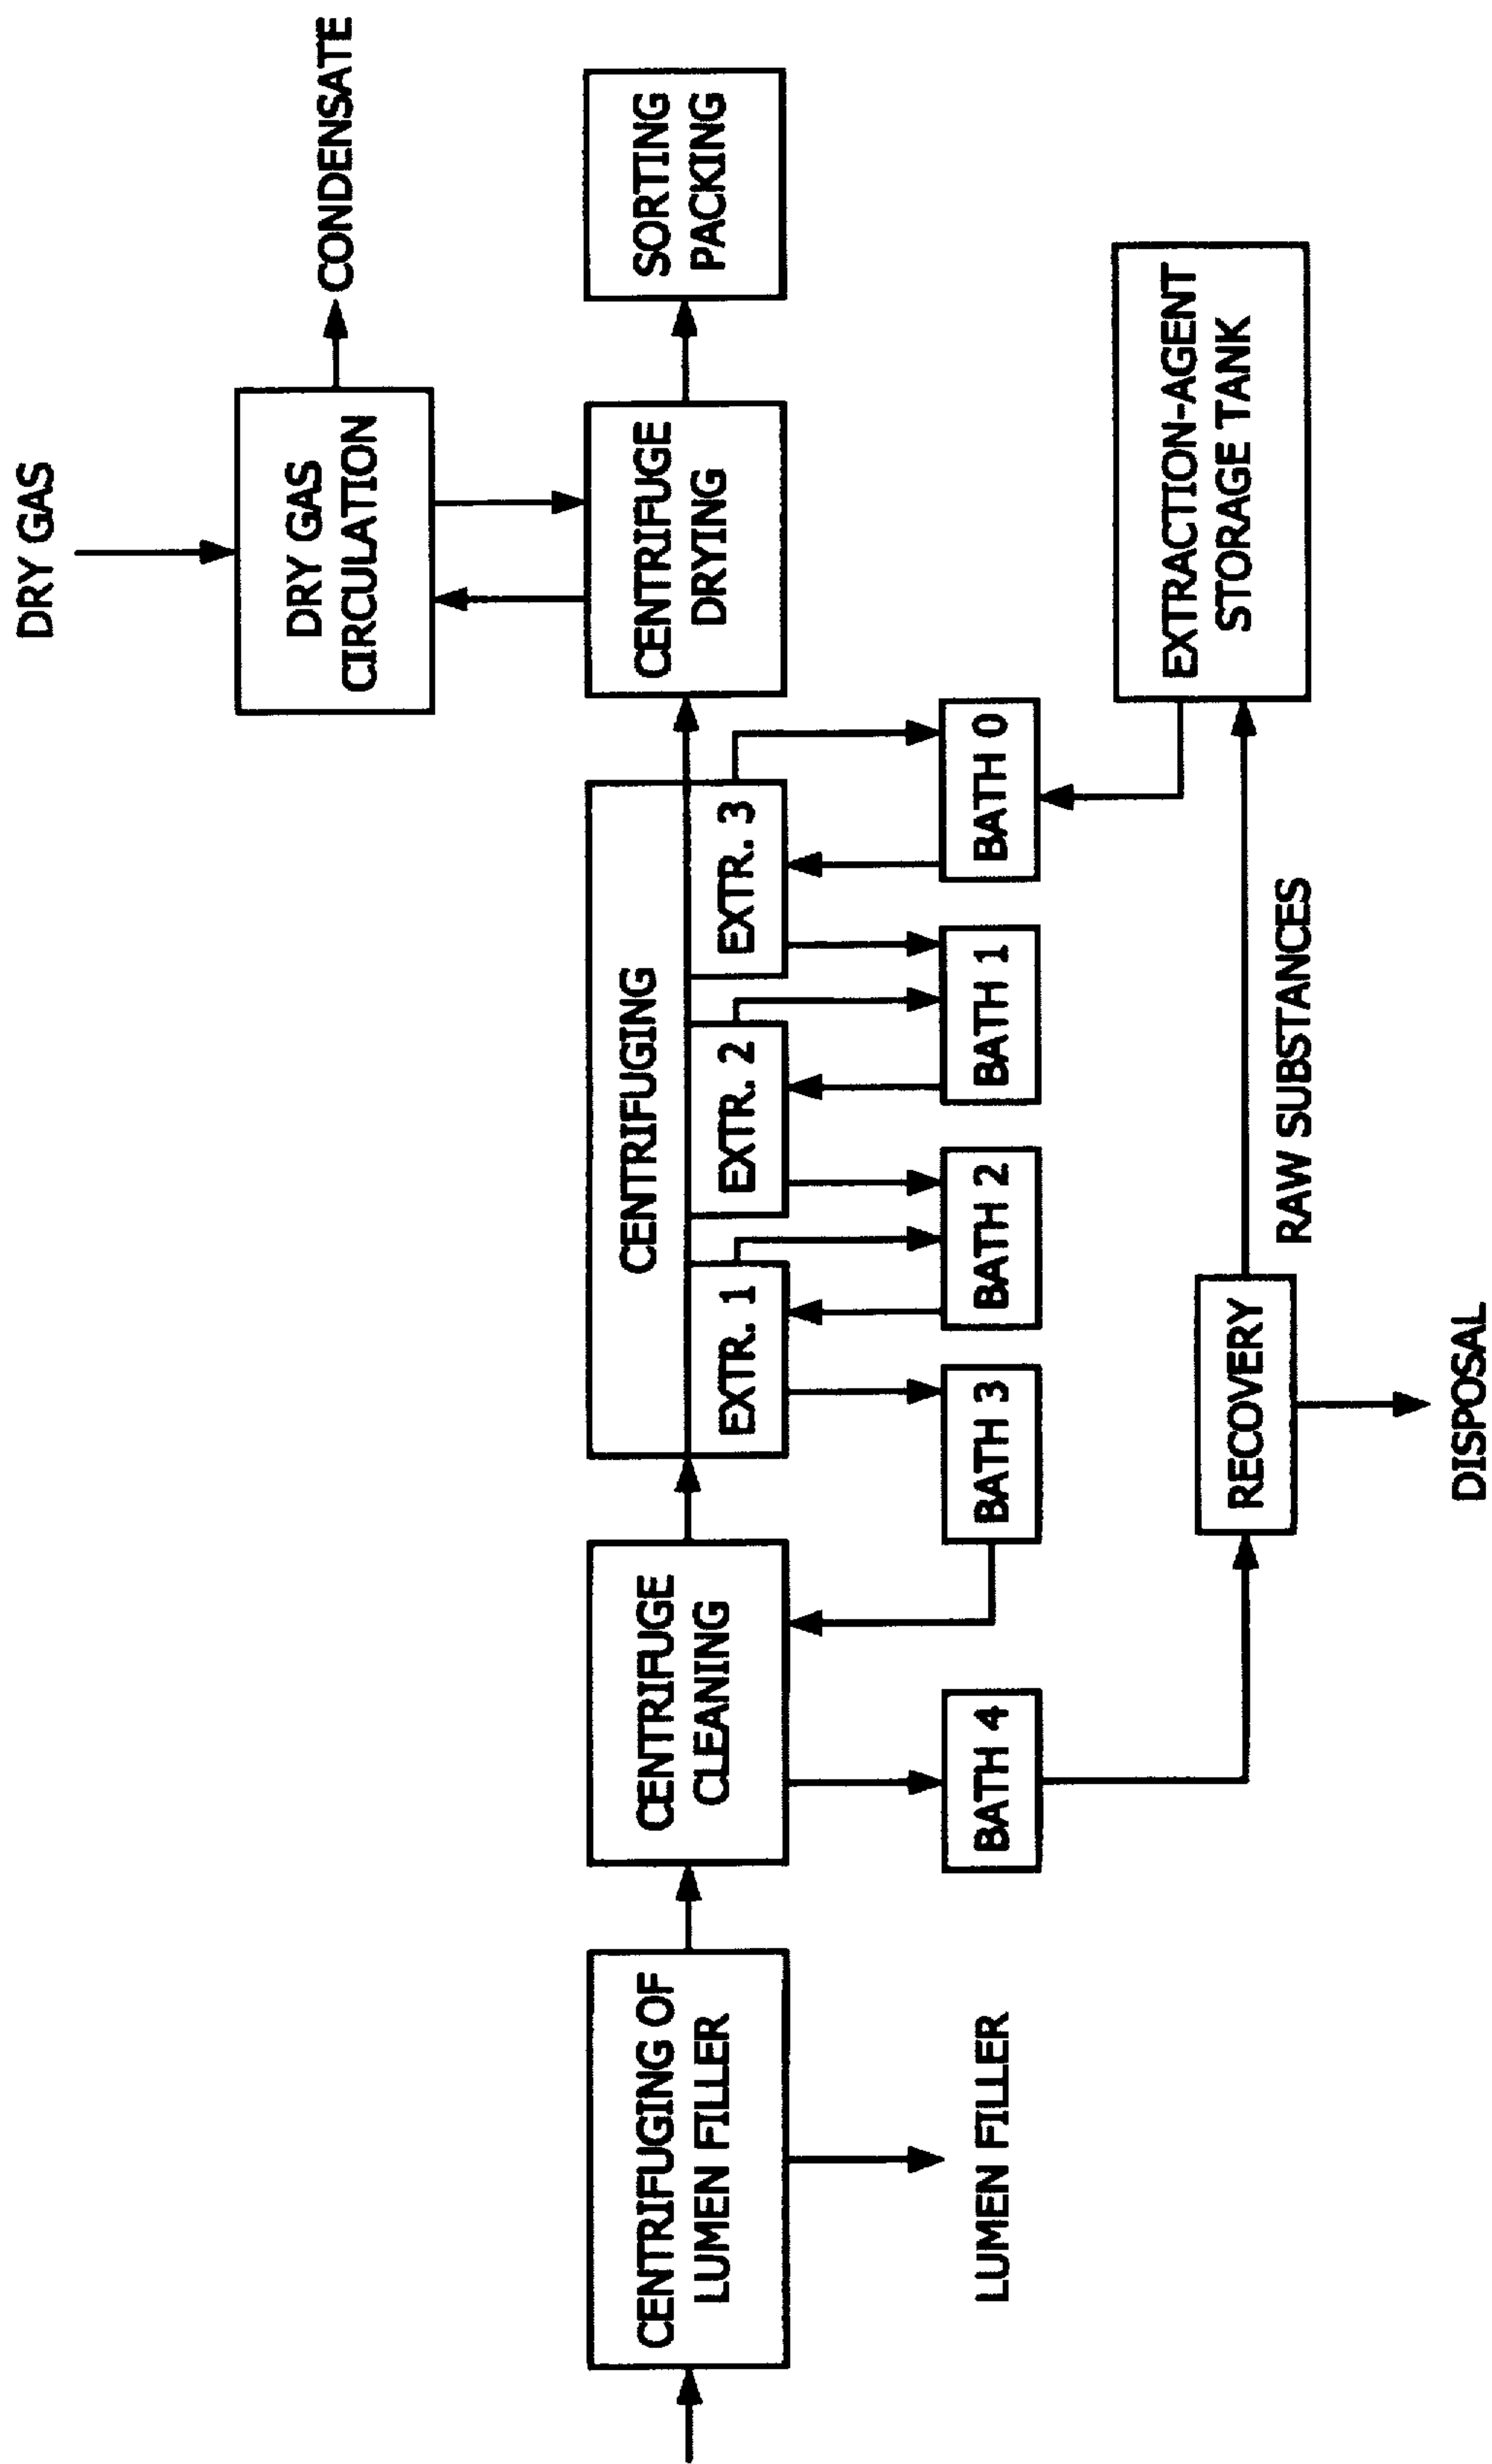 DRY GAS
DRY GAS
CIRCULATION
CONDENSATE
CENTRIFUGING OF
LUMEN FILLER
CENTRIFUGE
CLEANING
CENTRIFUGING
EXTR. 1
EXTR. 2
EXTR. 3
CENTRIFUGE
DRYING
SORTING
PACKING
LUMEN FILLER
BATH 4
BATH 3
BATH 2
BATH 1
BATH 0
RECOVERY
RAW SUBSTANCES
EXTRACTION-AGENT
STORAGE TANK
DISPOSAL